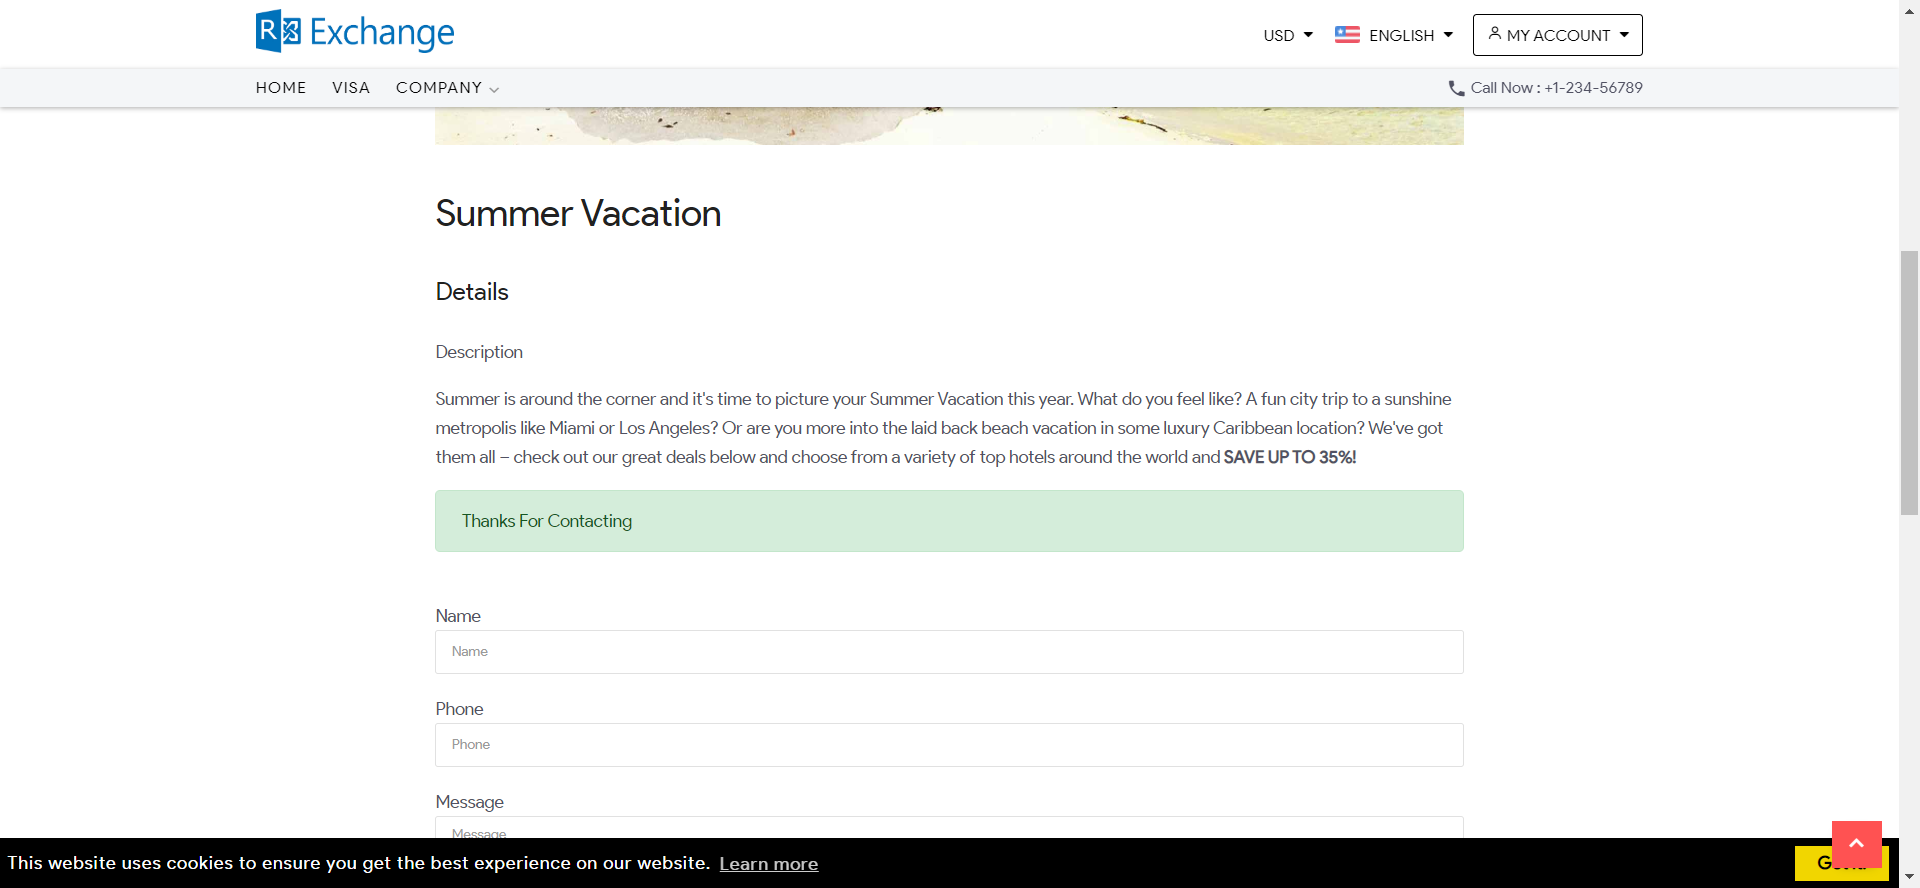 R Exchange
USD
ENGLISH
MY ACCOUNT
HOME
VISA
COMPANY
Call Now : +1-234-56789
Summer Vacation
Details
Description
Summer is around the corner and it's time to picture your Summer Vacation this year. What do you feel like? A fun city trip to a sunshine
metropolis like Miami or Los Angeles? Or are you more into the laid back beach vacation in some luxury Caribbean location? We've got
them all – check out our great deals below and choose from a variety of top hotels around the world and SAVE UP TO 35%!
Thanks For Contacting
Name
Name
Phone
Phone
Message
Message
This website uses cookies to ensure you get the best experience on our website. Learn more